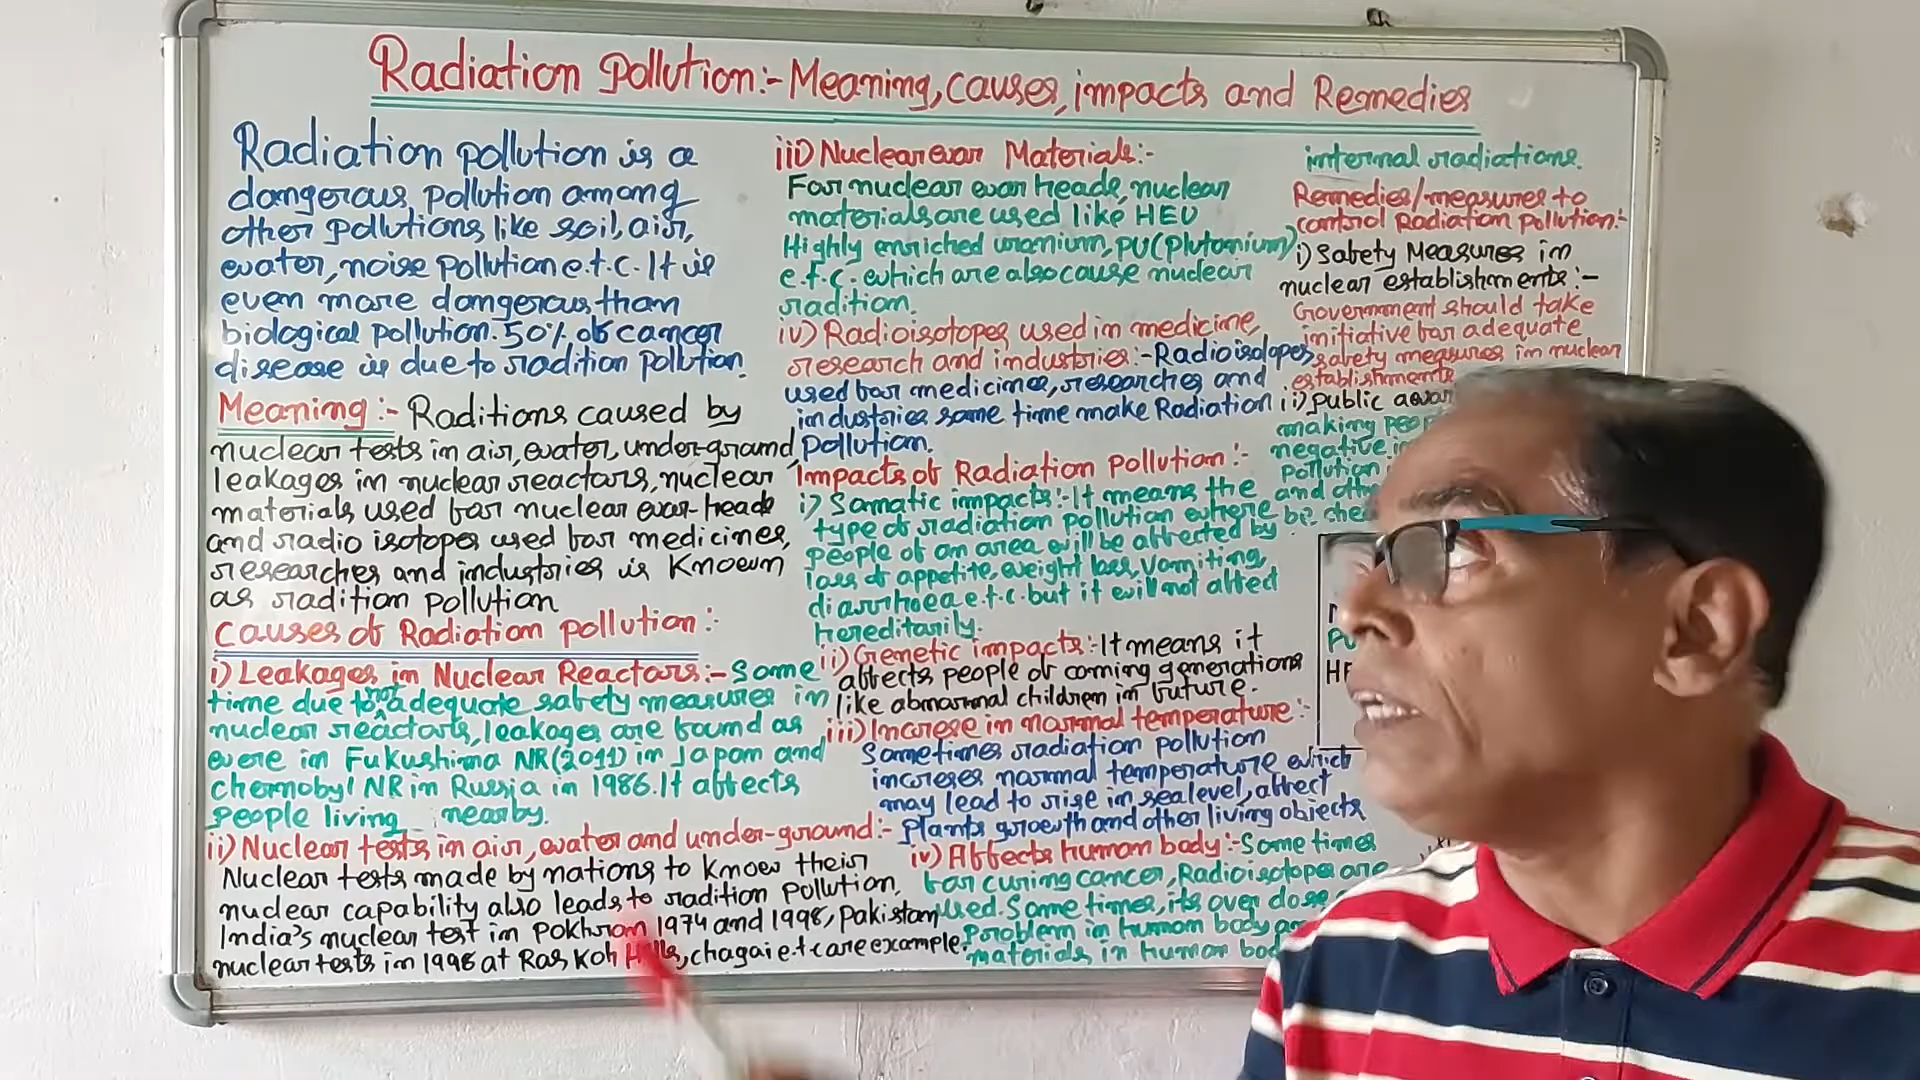 Radiation Pollution:- Meaning, causes, impacts and Remedies
Radiation pollution is a
dangerous pollution among
other pollutions like soil, air,
water, noise pollution e.t.c. It is
even more dangerous than
biological pollution. 50% of cancer
disease is due to radition pollution.
Meaning:- Raditions caused by
nuclear tests in air, water, under-ground,
leakages in nuclear reactors, nuclear
materials used for nuclear war-heads
and radio isotopes used for medicines,
researches and industries is known
as radition pollution
Causes of Radiation pollution:-
i) Leakages in Nuclear Reactors:- Some
time due to not adequate safety measures in
nuclear reactors, leakages are found as
were in Fukushima NR(2011) in Japan and
chernobyl NR in Russia in 1986. It affects
people living nearby.
ii) Nuclear tests in air, water and under-ground:-
Nuclear tests made by nations to know their
nuclear capability also leads to radition pollution.
India's nuclear test in Pokhran 1974 and 1998, Pakistan
nuclear tests in 1998 at Ras Koh Hills, chagai e.t.c are example.
iii) Nuclear war Materials:-
For nuclear war heads, nuclear
materials are used like HEU
Highly enriched uranium, PU(Plutonium)
e.t.c. which are also cause nuclear
radition.
iv) Radioisotopes used in medicine,
research and industries:- Radioisotopes
used for medicines, researches and
industries some time make Radiation
Pollution.
Impacts of Radiation Pollution:-
i) Somatic impacts:- It means the
type of radiation pollution where
people of an area will be affected by
loss of appetite, weight loss, vomiting,
diarrhoea e.t.c. but it will not affect
hereditarily.
ii) Genetic impacts:- It means it
affects people of coming generations
like abnormal children in future.
iii) Increse in normal temperature:-
Sometimes radiation pollution
increses normal temperature which
may lead to rise in sea level, affect
plants growth and other living objects
iv) Affects human body:- Some times
for curing cancer, Radioisotopes are
used. Some times, its over dose
problem in human body
materials in human
internal radiations.
Remedies/measures to
control Radiation Pollution:-
i) Safety Measures in
nuclear establishments:-
Government should take
initiative for adequate
safety measures in nuclear
establishments
ii) Public
making
negative
Pollution
and